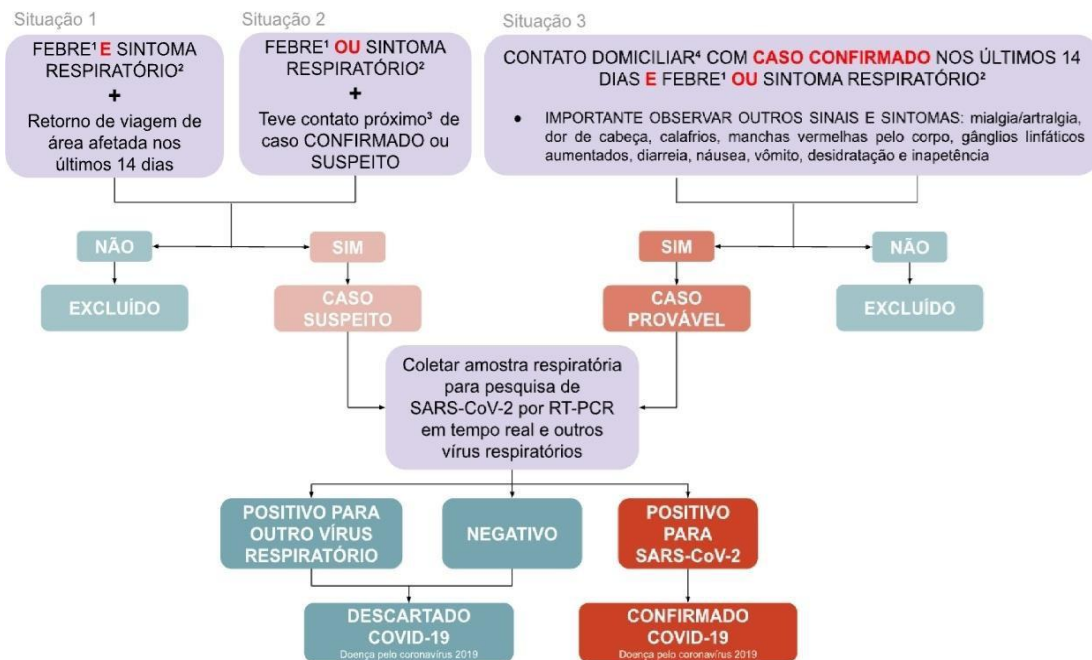 Situação 1
FEBRE¹ E SINTOMA
RESPIRATÓRIO²
+
Retorno de viagem de
área afetada nos
últimos 14 dias
Situação 2
FEBRE¹ OU SINTOMA
RESPIRATÓRIO²
+
Teve contato próximo³ de
caso CONFIRMADO ou
SUSPEITO
Situação 3
CONTATO DOMICILIAR⁴ COM CASO CONFIRMADO NOS ÚLTIMOS 14
DIAS E FEBRE¹ OU SINTOMA RESPIRATÓRIO²
● IMPORTANTE OBSERVAR OUTROS SINAIS E SINTOMAS: mialgia/artralgia,
dor de cabeça, calafrios, manchas vermelhas pelo corpo, gânglios linfáticos
aumentados, diarreia, náusea, vômito, desidratação e inapetência
NÃO
SIM
SIM
NÃO
EXCLUÍDO
CASO
SUSPEITO
CASO
PROVÁVEL
EXCLUÍDO
Coletar amostra respiratória
para pesquisa de
SARS-CoV-2 por RT-PCR
em tempo real e outros
vírus respiratórios
POSITIVO PARA
OUTRO VÍRUS
RESPIRATÓRIO
NEGATIVO
POSITIVO
PARA
SARS-CoV-2
DESCARTADO
COVID-19
Doença pelo coronavírus 2019
CONFIRMADO
COVID-19
Doença pelo coronavírus 2019